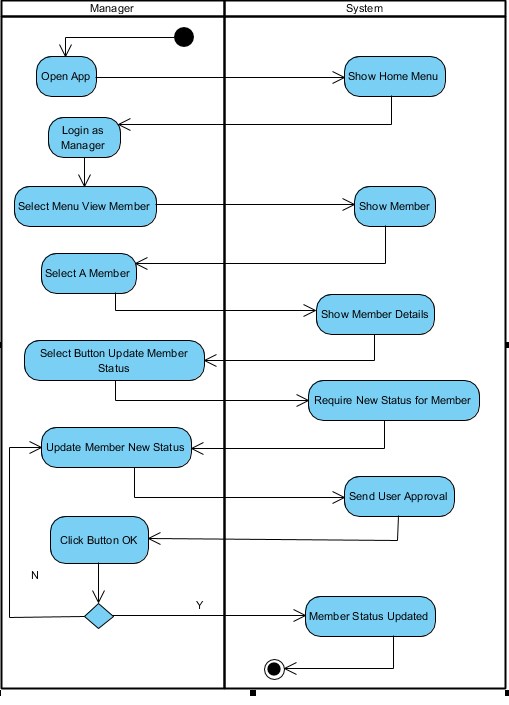 Manager
System
Open App
Show Home Menu
Login as
Manager
Select Menu View Member
Show Member
Select A Member
Show Member Details
Select Button Update Member
Status
Require New Status for Member
Update Member New Status
Send User Approval
Click Button OK
N
Y
Member Status Updated